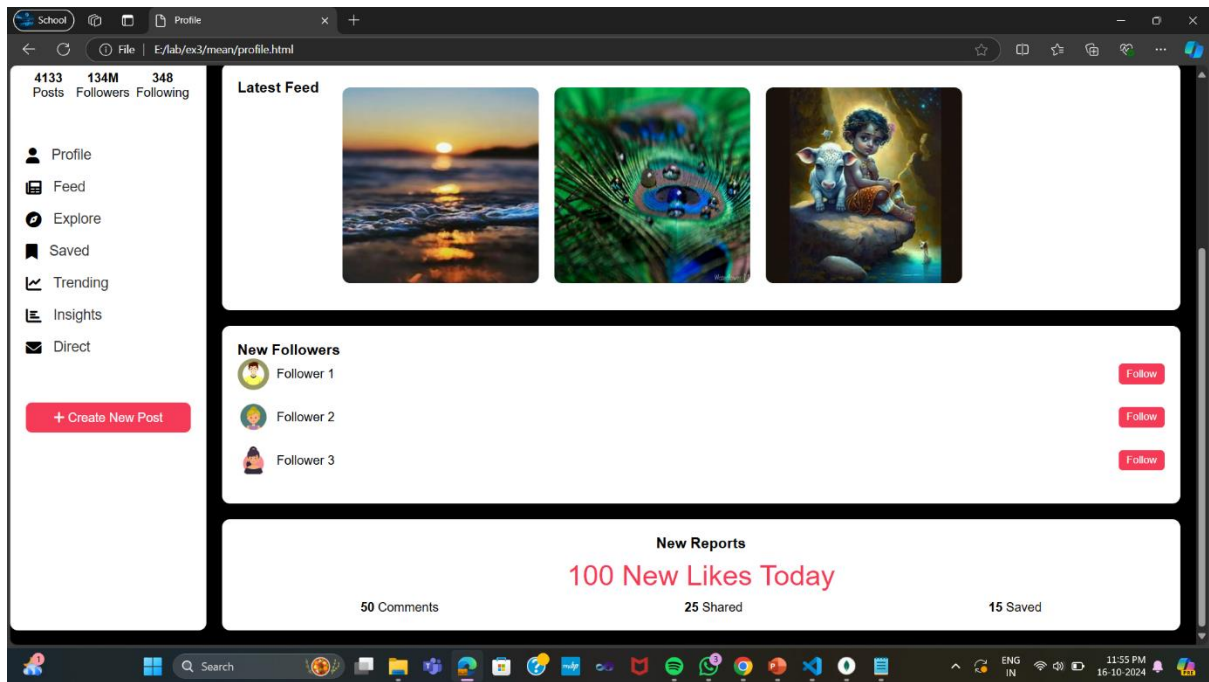 School
Profile
File | E:/lab/ex3/mean/profile.html
4133 134M 348
Posts Followers Following
Profile
Feed
Explore
Saved
Trending
Insights
Direct
+ Create New Post
Latest Feed
New Followers
Follower 1 Follow
Follower 2 Follow
Follower 3 Follow
New Reports
100 New Likes Today
50 Comments 25 Shared 15 Saved
Search
ENG
IN
11:55 PM
16-10-2024